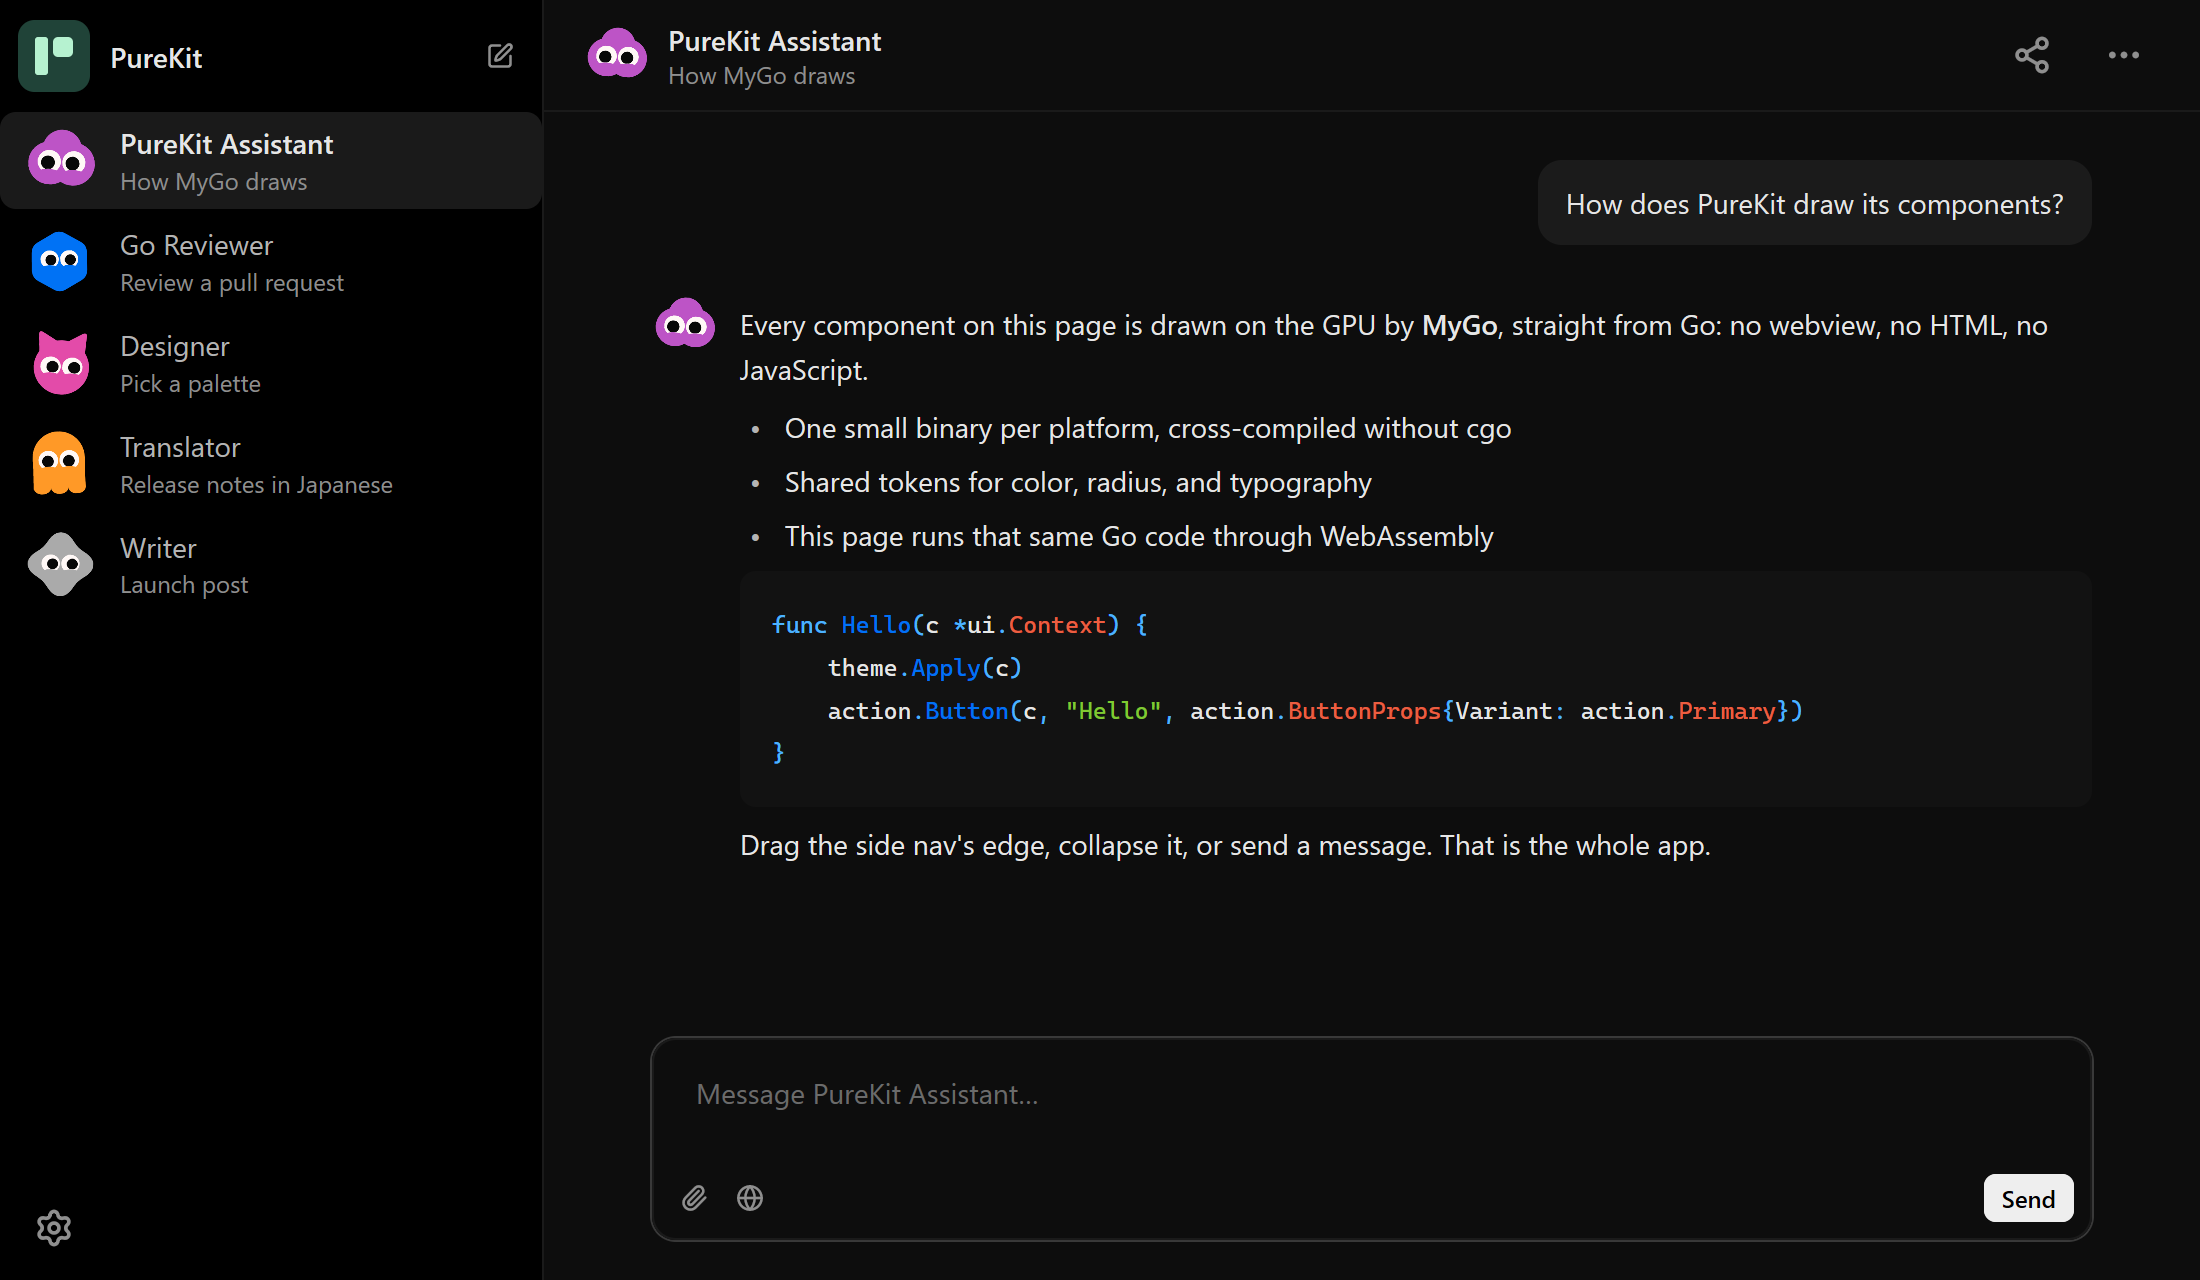 PureKit
PureKit Assistant
How MyGo draws
Go Reviewer
Review a pull request
Designer
Pick a palette
Translator
Release notes in Japanese
Writer
Launch post
PureKit Assistant
How MyGo draws
How does PureKit draw its components?
Every component on this page is drawn on the GPU by MyGo, straight from Go: no webview, no HTML, no
JavaScript.
• One small binary per platform, cross-compiled without cgo
• Shared tokens for color, radius, and typography
• This page runs that same Go code through WebAssembly
func Hello(c *ui.Context) {
    theme.Apply(c)
    action.Button(c, "Hello", action.ButtonProps{Variant: action.Primary})
}
Drag the side nav's edge, collapse it, or send a message. That is the whole app.
Message PureKit Assistant...
Send